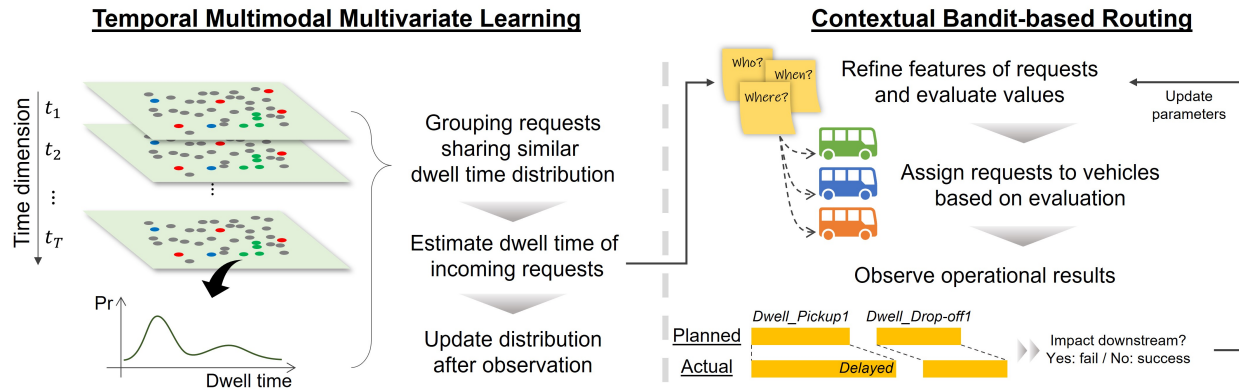 Temporal Multimodal Multivariate Learning
Time dimension
t1
t2
⋮
tT
Pr
Dwell time
Grouping requests
sharing similar
dwell time distribution
Estimate dwell time of
incoming requests
Update distribution
after observation
Contextual Bandit-based Routing
Who?
When?
Where?
Refine features of requests
and evaluate values
Update
parameters
Assign requests to vehicles
based on evaluation
Observe operational results
Dwell_Pickup1
Dwell_Drop-off1
Planned
Actual
Delayed
Impact downstream?
Yes: fail / No: success